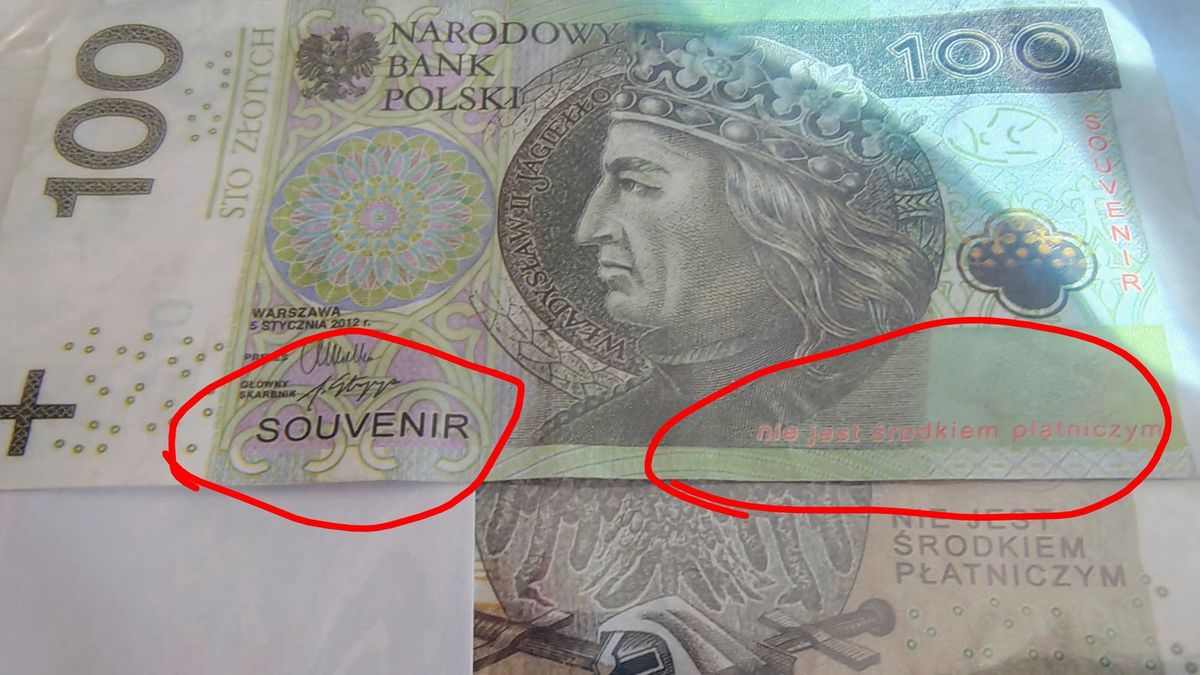 100
STO ZŁOTYCH
NARODOWY
BANK
POLSKI
WŁADYSŁAW II JAGIEŁŁO
100
SOUVENIR
WARSZAWA
5 STYCZNIA 2012 r.
PREZES
GŁÓWNY
SKARBNIK
SOUVENIR
nie jest środkiem płatniczym
NIE JEST
ŚRODKIEM
PŁATNICZYM